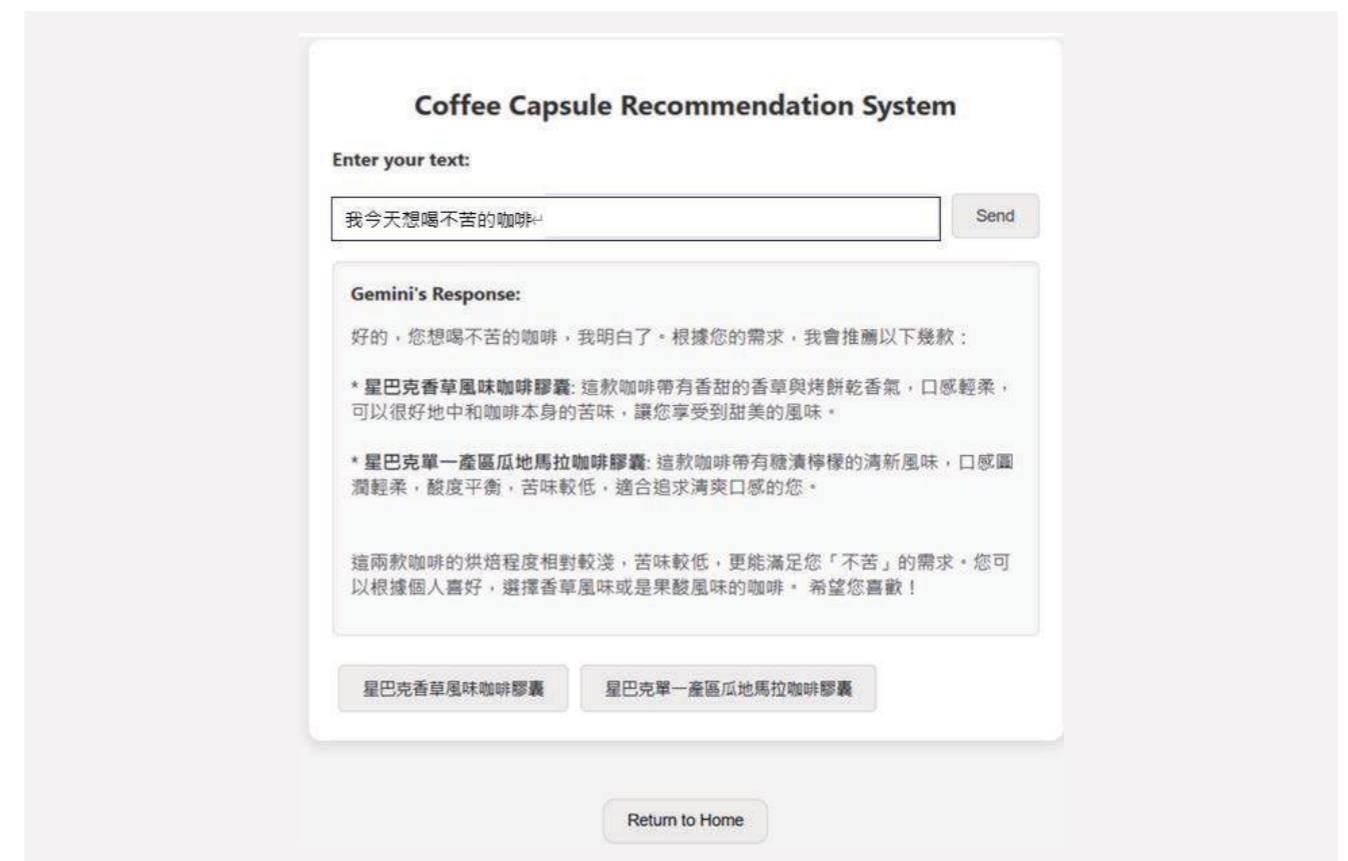 Coffee Capsule Recommendation System
Enter your text:
我今天想喝不苦的咖啡↵
Send
Gemini's Response:
好的，您想喝不苦的咖啡，我明白了。根據您的需求，我會推薦以下幾款：
* 星巴克香草風味咖啡膠囊: 這款咖啡帶有香甜的香草與烤餅乾香氣，口感輕柔，
可以很好地中和咖啡本身的苦味，讓您享受到甜美的風味。
* 星巴克單一產區瓜地馬拉咖啡膠囊: 這款咖啡帶有糖漬檸檬的清新風味，口感圓
潤輕柔，酸度平衡，苦味較低，適合追求清爽口感的您。
這兩款咖啡的烘焙程度相對較淺，苦味較低，更能滿足您「不苦」的需求。您可
以根據個人喜好，選擇香草風味或是果酸風味的咖啡。 希望您喜歡！
星巴克香草風味咖啡膠囊
星巴克單一產區瓜地馬拉咖啡膠囊
Return to Home